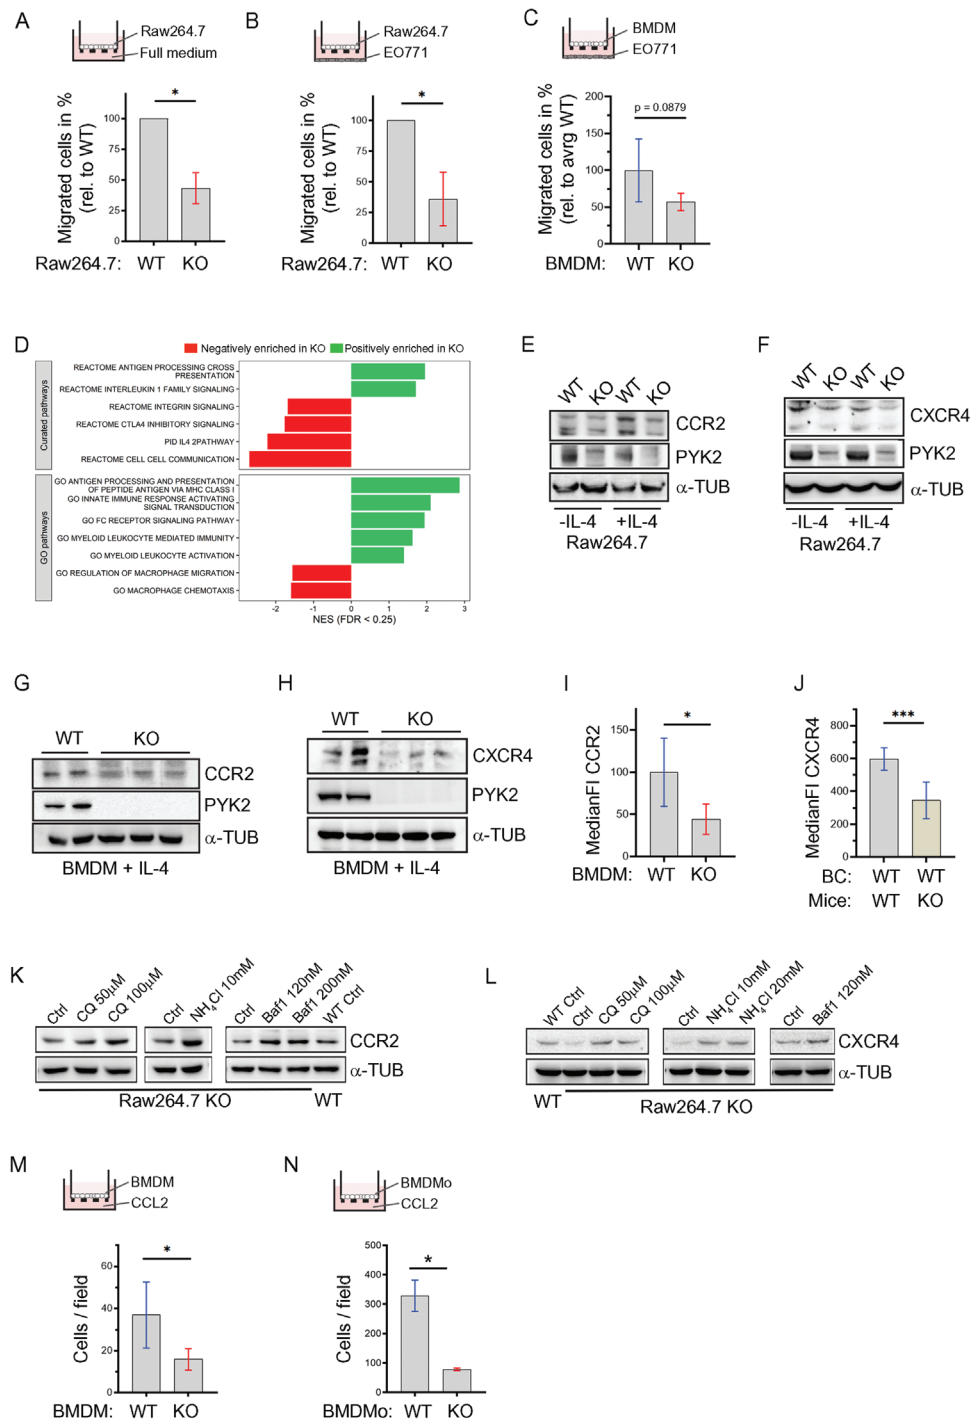 A
Raw264.7
Full medium
Migrated cells in %
(rel. to WT)
*
100
75
50
25
0
Raw264.7: WT KO
B
Raw264.7
EO771
Migrated cells in %
(rel. to WT)
*
100
75
50
25
0
Raw264.7: WT KO
C
BMDM
EO771
Migrated cells in %
(rel. to avrg WT)
p = 0.0879
200
150
100
50
0
BMDM: WT KO
D
Negatively enriched in KO Positively enriched in KO
Curated pathways
REACTOME ANTIGEN PROCESSING CROSS
PRESENTATION
REACTOME INTERLEUKIN 1 FAMILY SIGNALING
REACTOME INTEGRIN SIGNALING
REACTOME CTLA4 INHIBITORY SIGNALING
PID IL4 2PATHWAY
REACTOME CELL CELL COMMUNICATION
GO pathways
GO ANTIGEN PROCESSING AND PRESENTATION
OF PEPTIDE ANTIGEN VIA MHC CLASS I
GO INNATE IMMUNE RESPONSE ACTIVATING
SIGNAL TRANSDUCTION
GO FC RECEPTOR SIGNALING PATHWAY
GO MYELOID LEUKOCYTE MEDIATED IMMUNITY
GO MYELOID LEUKOCYTE ACTIVATION
GO REGULATION OF MACROPHAGE MIGRATION
GO MACROPHAGE CHEMOTAXIS
-2 -1 0 1 2 3
NES (FDR < 0.25)
E
WT KO WT KO
CCR2
PYK2
α-TUB
-IL-4 +IL-4
Raw264.7
F
WT KO WT KO
CXCR4
PYK2
α-TUB
-IL-4 +IL-4
Raw264.7
G
WT KO
CCR2
PYK2
α-TUB
BMDM + IL-4
H
WT KO
CXCR4
PYK2
α-TUB
BMDM + IL-4
I
MedianFI CCR2
*
150
100
50
0
BMDM: WT KO
J
MedianFI CXCR4
***
800
600
400
200
0
BC: WT WT
Mice: WT KO
K
Ctrl CQ 50µM CQ 100µM
Ctrl NH₄Cl 10mM
Ctrl Baf1 120nM Baf1 200nM WT Ctrl
CCR2
α-TUB
Raw264.7 KO WT
L
WT Ctrl Ctrl CQ 50µM CQ 100µM
Ctrl NH₄Cl 10mM NH₄Cl 20mM
Ctrl Baf1 120nM
CXCR4
α-TUB
WT Raw264.7 KO
M
BMDM
CCL2
Cells / field
*
60
40
20
0
BMDM: WT KO
N
BMDMo
CCL2
Cells / field
*
500
400
300
200
100
0
BMDMo: WT KO